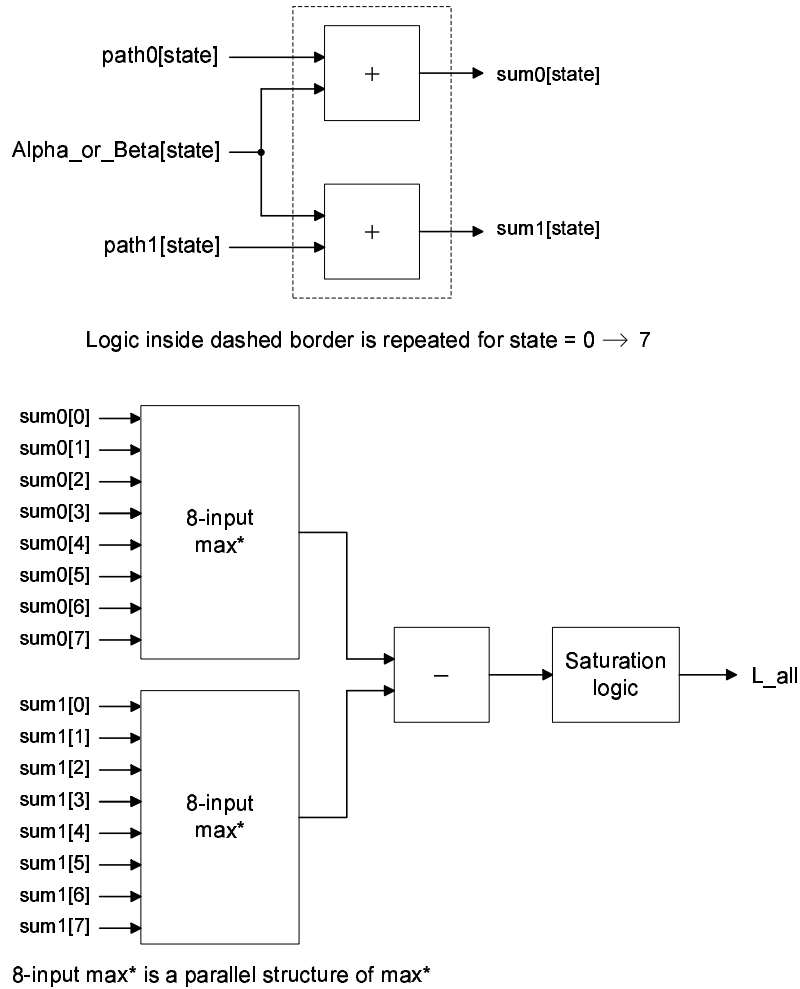 path0[state]
+
sum0[state]
Alpha_or_Beta[state]
path1[state]
+
sum1[state]
Logic inside dashed border is repeated for state = 0 → 7
sum0[0]
sum0[1]
sum0[2]
sum0[3]
sum0[4]
sum0[5]
sum0[6]
sum0[7]
8-input
max*
sum1[0]
sum1[1]
sum1[2]
sum1[3]
sum1[4]
sum1[5]
sum1[6]
sum1[7]
8-input
max*
–
Saturation
logic
L_all
8-input max* is a parallel structure of max*